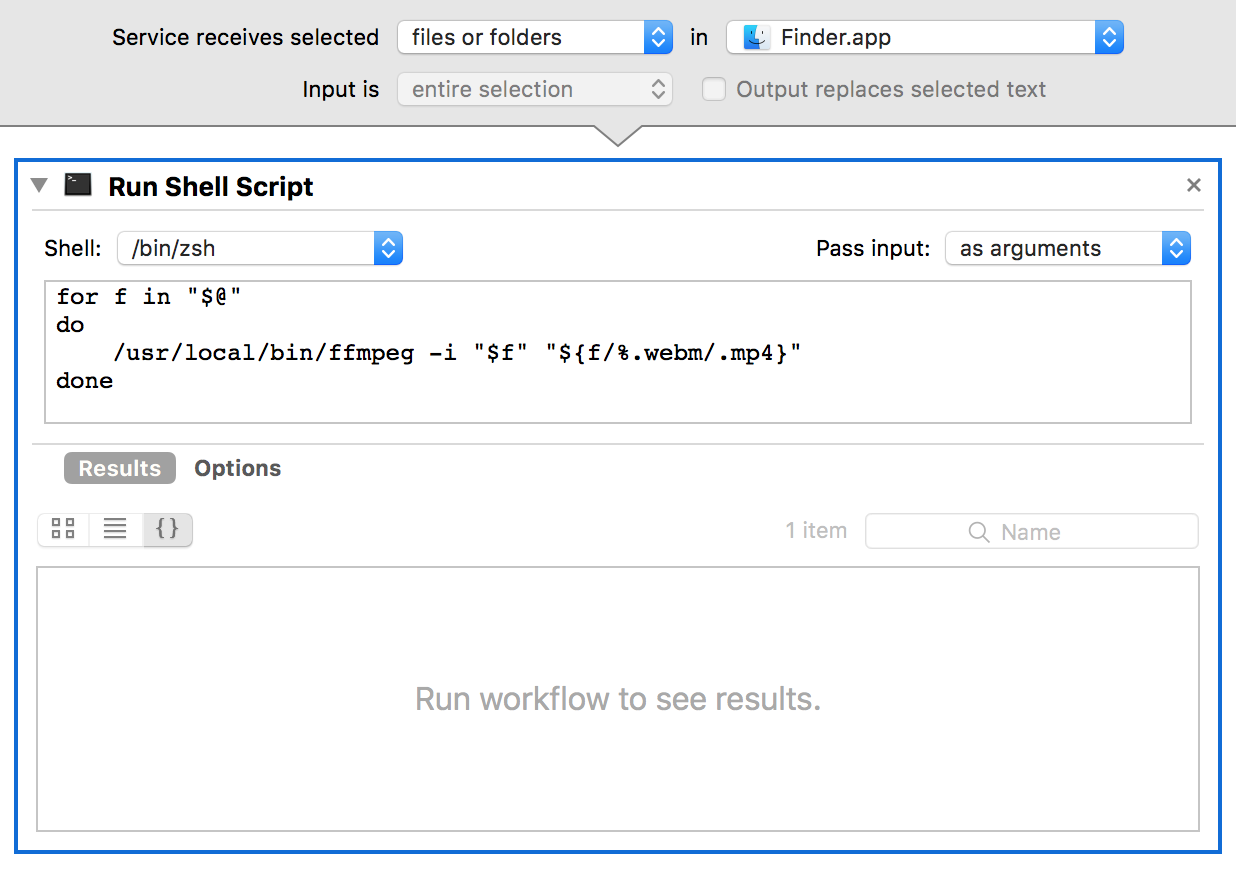 Service receives selected files or folders in Finder.app
Input is entire selection Output replaces selected text
Run Shell Script
Shell: /bin/zsh Pass input: as arguments
for f in "$@"
do
    /usr/local/bin/ffmpeg -i "$f" "${f/%.webm/.mp4}"
done
Results Options
1 item Name
Run workflow to see results.